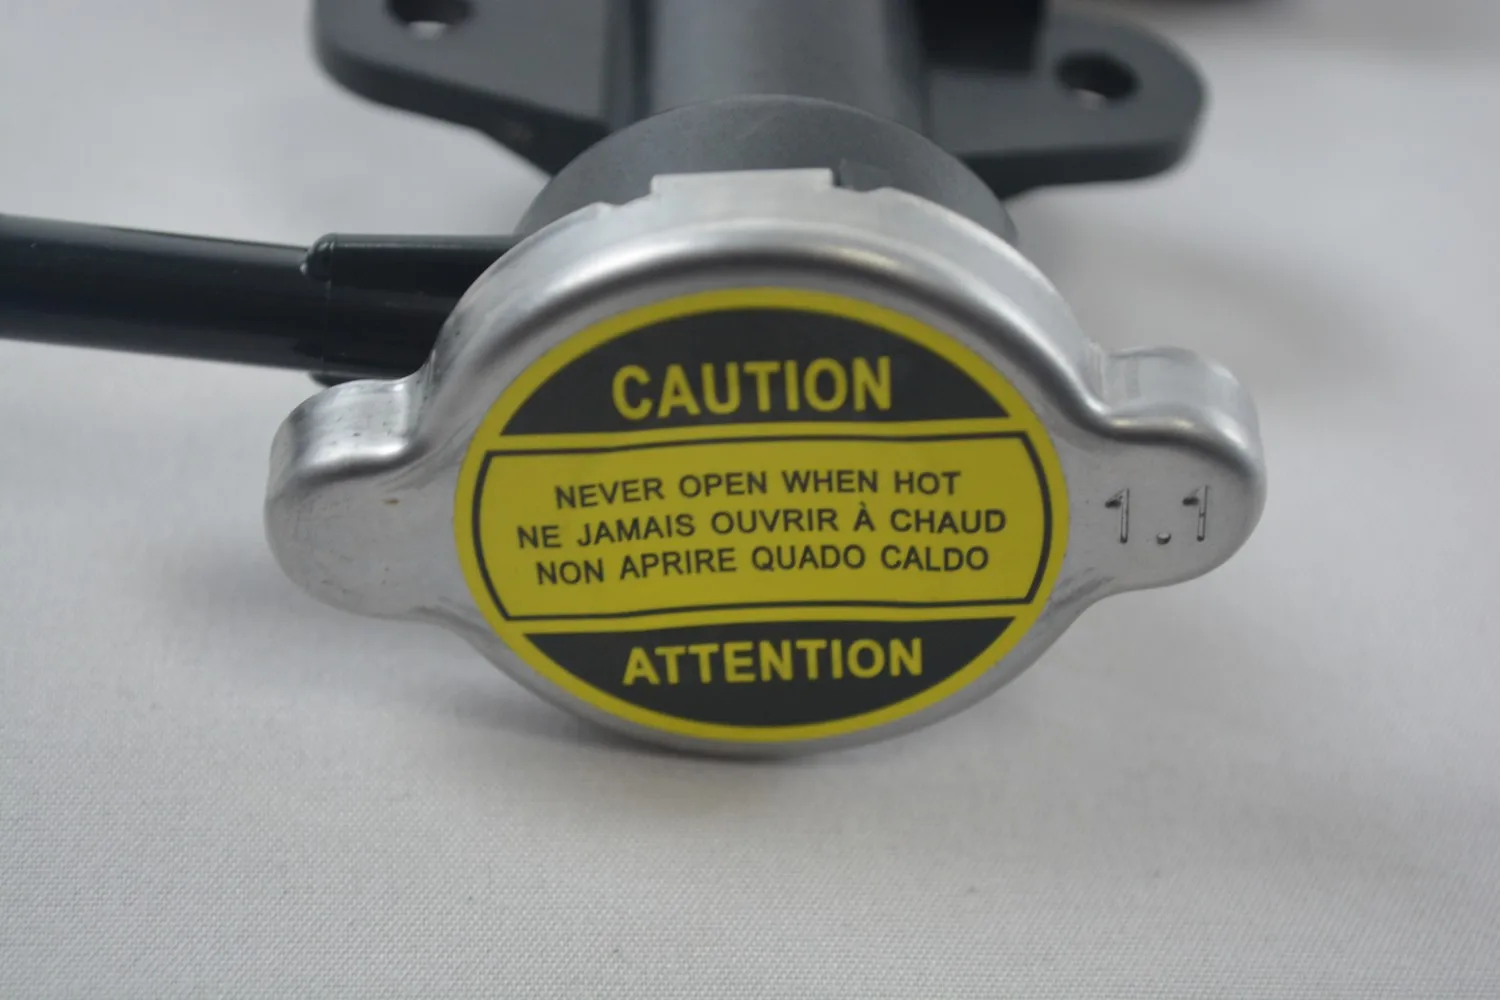 CAUTION
NEVER OPEN WHEN HOT
NE JAMAIS OUVRIR À CHAUD
NON APRIRE QUADO CALDO
1.1
ATTENTION